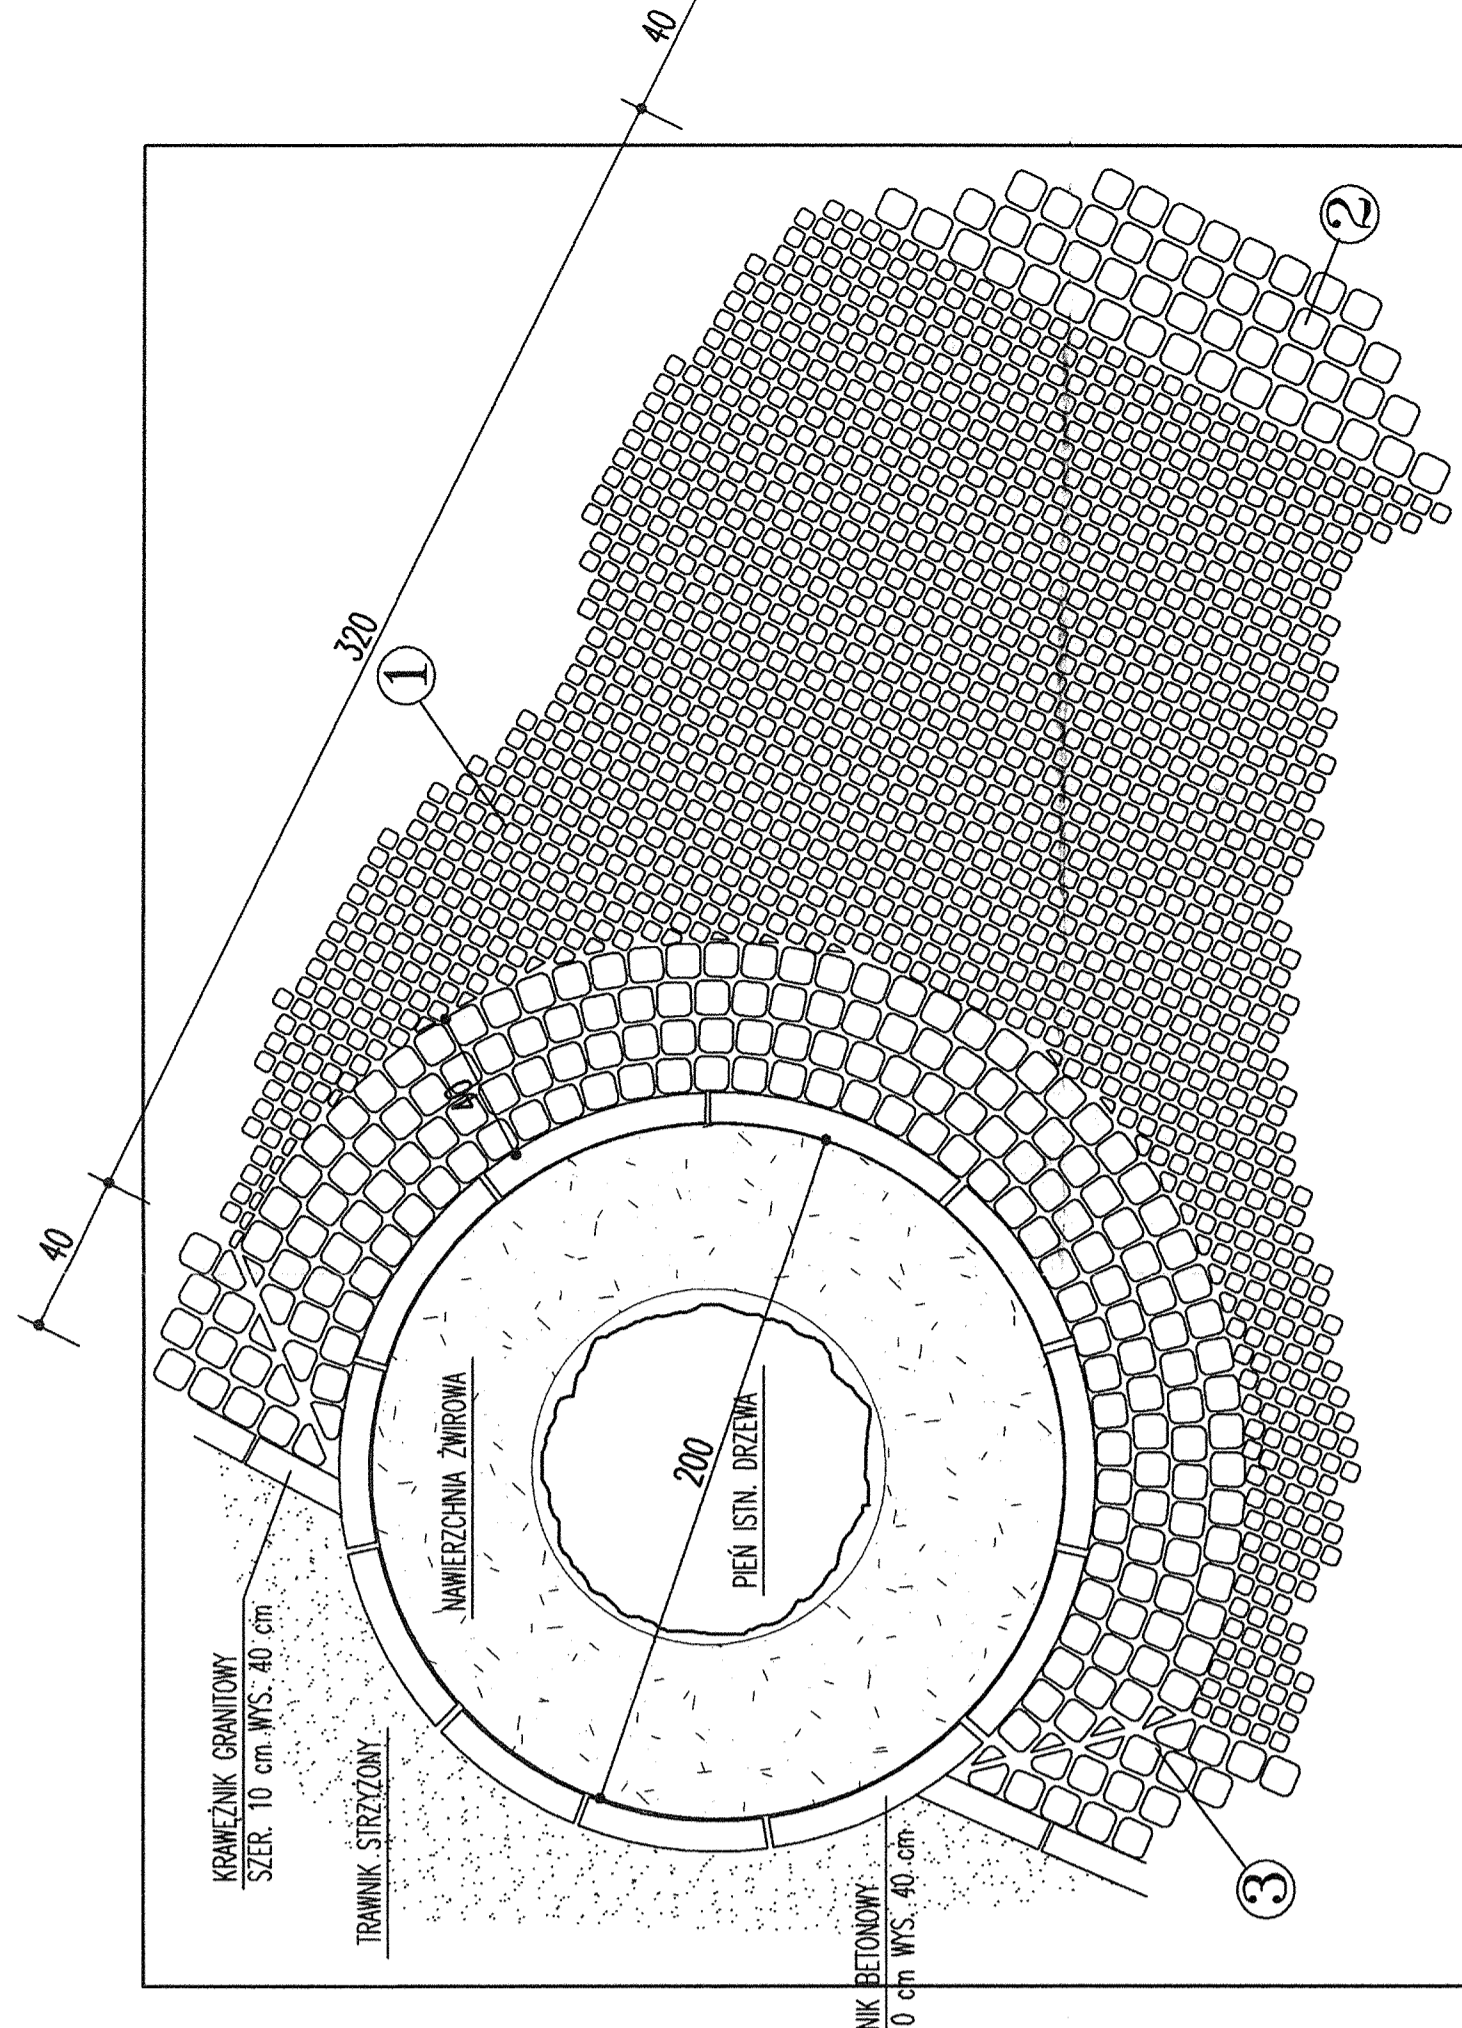 40
320
40
1
2
40
KRAWĘŻNIK GRANITOWY
SZER. 10 cm WYS. 40 cm
TRAWNIK STRZYŻONY
NAWIERZCHNIA ŻWIROWA
200
PIEŃ ISTN. DRZEWA
NIK BETONOWY
0 cm WYS. 40 cm
3